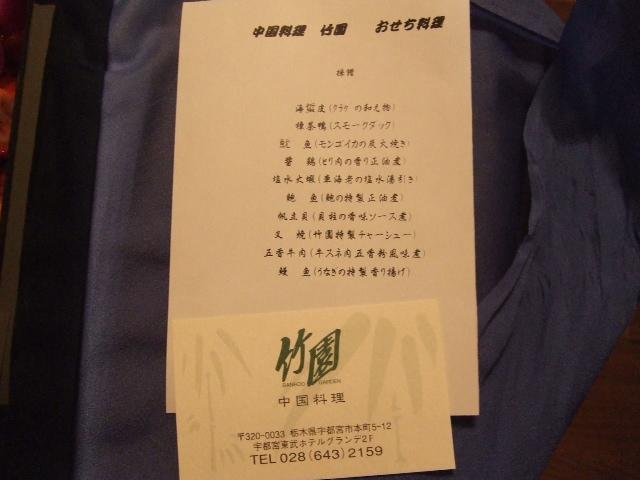 中国料理 竹園 おせち料理
採譜
海蜇皮(クラゲの和え物)
樟茶鴨(スモークダック)
魷 魚(モンゴイカの炭火焼き)
醬 鶏(とり肉の香り正油煮)
塩水大蝦(車海老の塩水湯引き)
鮑 魚(鮑の特製正油煮)
帆立貝(貝柱の香味ソース煮)
叉 焼(竹園特製チャーシュー)
五香牛肉(牛スネ肉五香粉風味煮)
鰻 魚(うなぎの特製香り揚げ)
竹園
BAMBOO GARDEN
中国料理
〒320-0033 栃木県宇都宮市本町5-12
宇都宮東武ホテルグランデ2F
TEL 028(643)2159